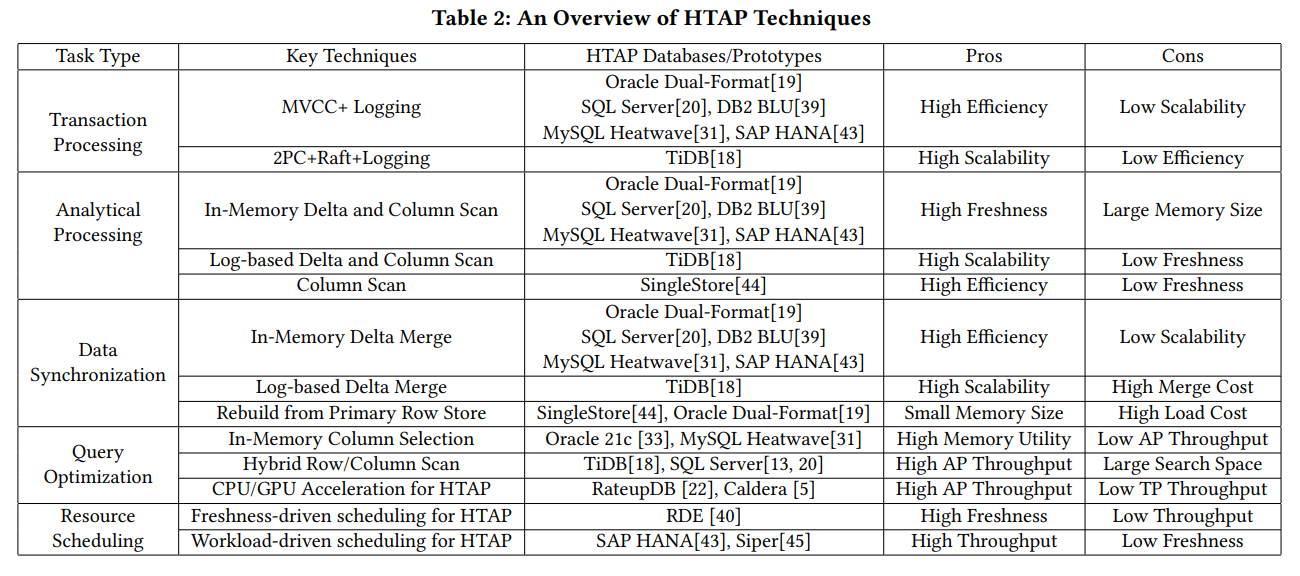 Table 2: An Overview of HTAP Techniques
Task Type Key Techniques HTAP Databases/Prototypes Pros Cons
Transaction Processing
MVCC+ Logging
Oracle Dual-Format[19]
SQL Server[20], DB2 BLU[39]
MySQL Heatwave[31], SAP HANA[43]
High Efficiency Low Scalability
2PC+Raft+Logging TiDB[18] High Scalability Low Efficiency
Analytical Processing
In-Memory Delta and Column Scan
Oracle Dual-Format[19]
SQL Server[20], DB2 BLU[39]
MySQL Heatwave[31], SAP HANA[43]
High Freshness Large Memory Size
Log-based Delta and Column Scan TiDB[18] High Scalability Low Freshness
Column Scan SingleStore[44] High Efficiency Low Freshness
Data Synchronization
In-Memory Delta Merge
Oracle Dual-Format[19]
SQL Server[20], DB2 BLU[39]
MySQL Heatwave[31], SAP HANA[43]
High Efficiency Low Scalability
Log-based Delta Merge TiDB[18] High Scalability High Merge Cost
Rebuild from Primary Row Store SingleStore[44], Oracle Dual-Format[19] Small Memory Size High Load Cost
Query Optimization
In-Memory Column Selection Oracle 21c [33], MySQL Heatwave[31] High Memory Utility Low AP Throughput
Hybrid Row/Column Scan TiDB[18], SQL Server[13, 20] High AP Throughput Large Search Space
CPU/GPU Acceleration for HTAP RateupDB [22], Caldera [5] High AP Throughput Low TP Throughput
Resource Scheduling
Freshness-driven scheduling for HTAP RDE [40] High Freshness Low Throughput
Workload-driven scheduling for HTAP SAP HANA[43], Siper[45] High Throughput Low Freshness